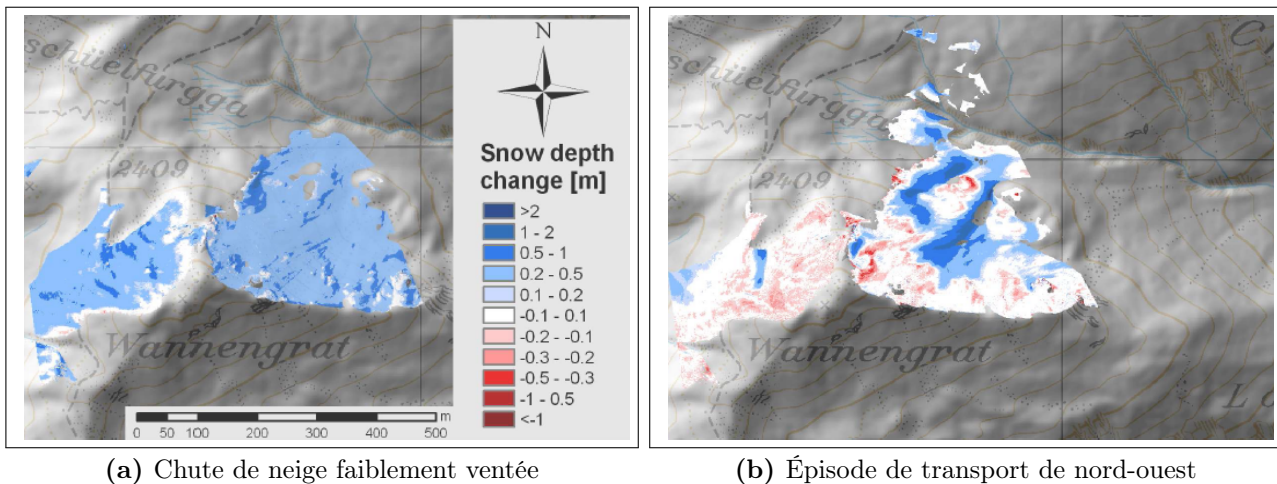 schüelfurgga
2409
Wannengrat
N
Snow depth
change [m]
>2
1 - 2
0.5 - 1
0.2 - 0.5
0.1 - 0.2
-0.1 - 0.1
-0.2 - -0.1
-0.3 - -0.2
-0.5 - -0.3
-1 - 0.5
<-1
m
0 50 100 200 300 400 500
(a) Chute de neige faiblement ventée
schüelfurgga
2409
Wannengrat
C
L
(b) Épisode de transport de nord-ouest